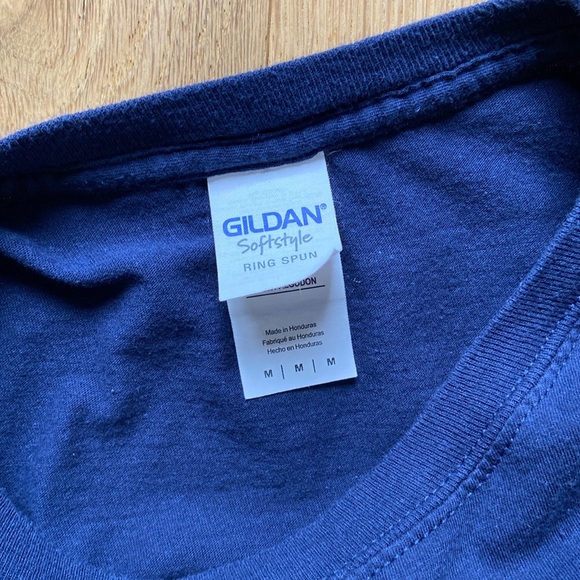 GILDAN®
Softstyle
RING SPUN
Made in Honduras
Fabriqué au Honduras
Hecho en Honduras
M | M | M